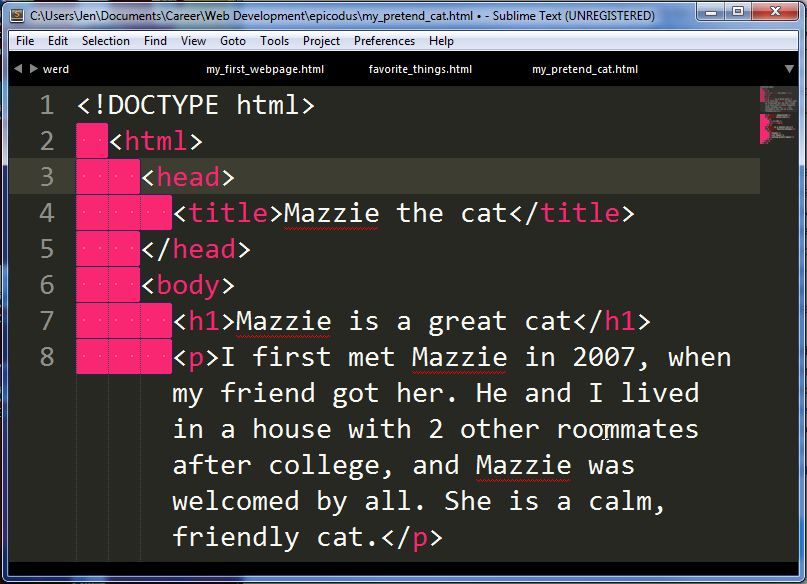 C:\Users\Jen\Documents\Career\Web Development\epicodus\my_pretend_cat.html • - Sublime Text (UNREGISTERED)
File Edit Selection Find View Goto Tools Project Preferences Help
werd my_first_webpage.html favorite_things.html my_pretend_cat.html
1 <!DOCTYPE html>
2 <html>
3 <head>
4 <title>Mazzie the cat</title>
5 </head>
6 <body>
7 <h1>Mazzie is a great cat</h1>
8 <p>I first met Mazzie in 2007, when
my friend got her. He and I lived
in a house with 2 other roommates
after college, and Mazzie was
welcomed by all. She is a calm,
friendly cat.</p>